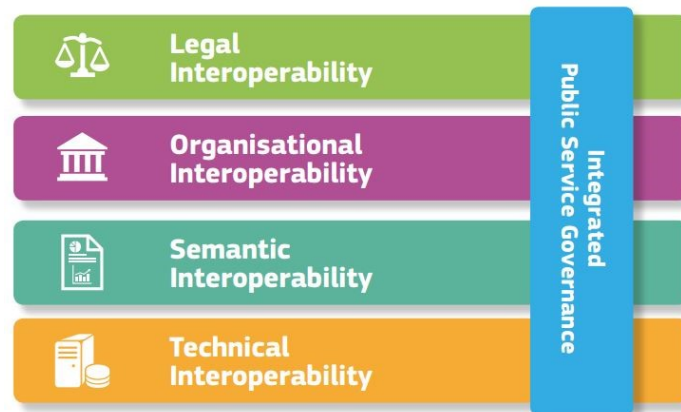 Legal
Interoperability
Organisational
Interoperability
Semantic
Interoperability
Technical
Interoperability
Integrated
Public Service Governance